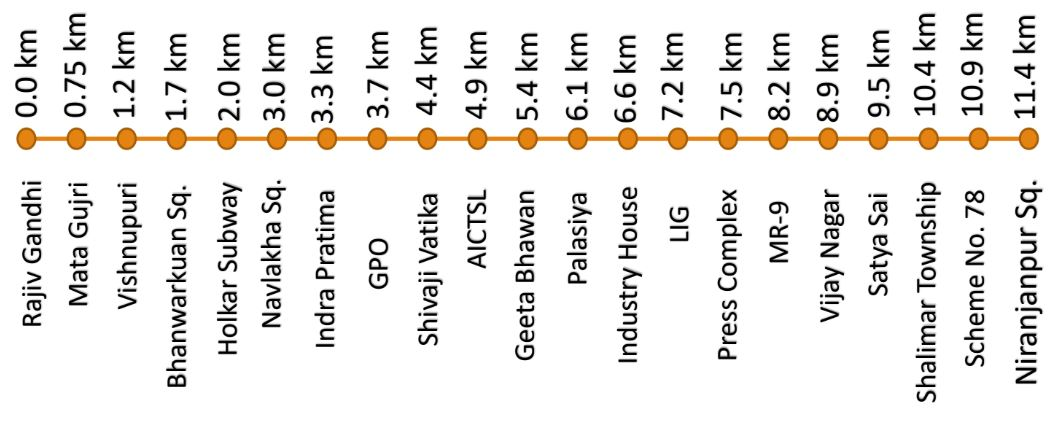 0.0 km
0.75 km
1.2 km
1.7 km
2.0 km
3.0 km
3.3 km
3.7 km
4.4 km
4.9 km
5.4 km
6.1 km
6.6 km
7.2 km
7.5 km
8.2 km
8.9 km
9.5 km
10.4 km
10.9 km
11.4 km
Rajiv Gandhi
Mata Gujri
Vishnupuri
Bhanwarkuan Sq.
Holkar Subway
Navlakha Sq.
Indra Pratima
GPO
Shivaji Vatika
AICTSL
Geeta Bhawan
Palasiya
Industry House
LIG
Press Complex
MR-9
Vijay Nagar
Satya Sai
Shalimar Township
Scheme No. 78
Niranjanpur Sq.